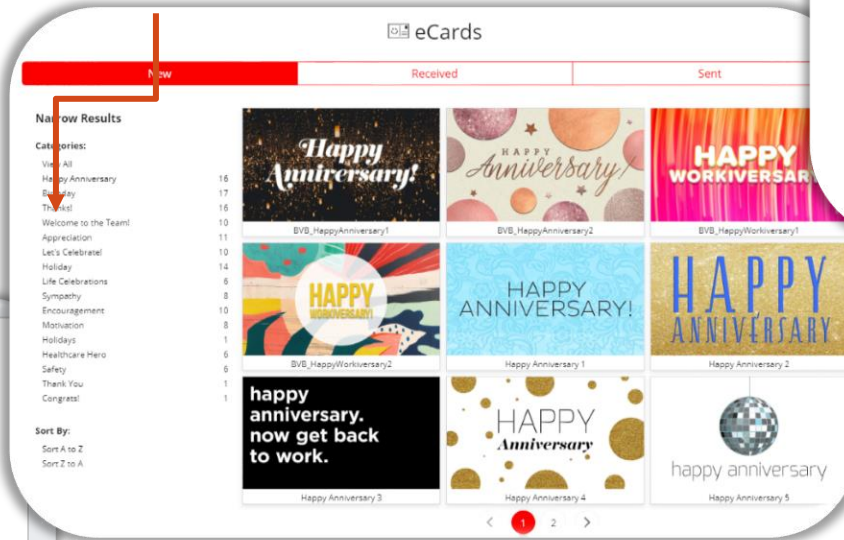 eCards
New Received Sent
Narrow Results
Categories:
View All
Happy Anniversary 16
Birthday 17
Thanks! 16
Welcome to the Team! 10
Appreciation 11
Let's Celebrate! 10
Holiday 14
Life Celebrations 6
Sympathy 8
Encouragement 10
Motivation 8
Holidays 1
Healthcare Hero 6
Safety 6
Thank You 1
Congrats! 1
Sort By:
Sort A to Z
Sort Z to A
Happy
Anniversary!
BVB_HappyAnniversary1
HAPPY
Anniversary!
BVB_HappyAnniversary2
HAPPY
WORKIVERSARY
BVB_HappyWorkiversary1
HAPPY
WORKIVERSARY!
BVB_HappyWorkiversary2
HAPPY
ANNIVERSARY!
Happy Anniversary 1
HAPPY
ANNIVERSARY
Happy Anniversary 2
happy
anniversary.
now get back
to work.
Happy Anniversary 3
HAPPY
Anniversary
Happy Anniversary 4
happy anniversary
Happy Anniversary 5
< 1 2 >